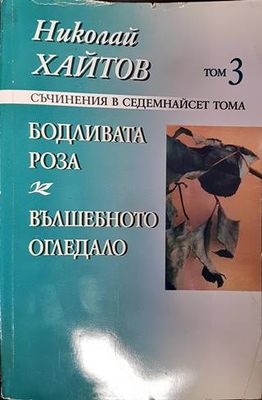 Николай
ХАЙТОВ
ТОМ 3
СЪЧИНЕНИЯ В СЕДЕМНАЙСЕТ ТОМА
БОДЛИВАТА
РОЗА
ВЪЛШЕБНОТО
ОГЛЕДАЛО